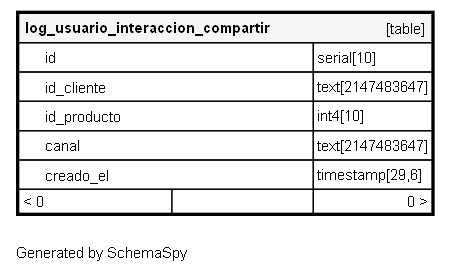 log_usuario_interaccion_compartir [table]
id serial[10]
id_cliente text[2147483647]
id_producto int4[10]
canal text[2147483647]
creado_el timestamp[29,6]
< 0 0 >
Generated by SchemaSpy